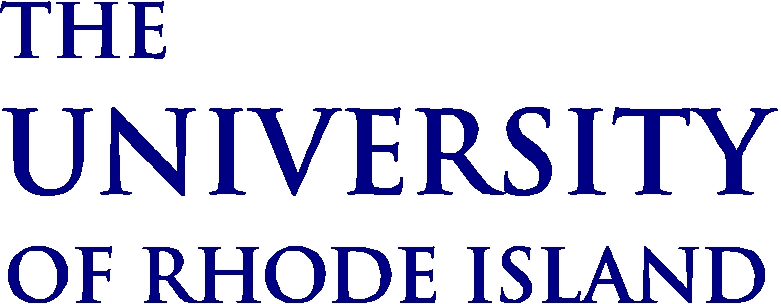 THE
UNIVERSITY
OF RHODE ISLAND